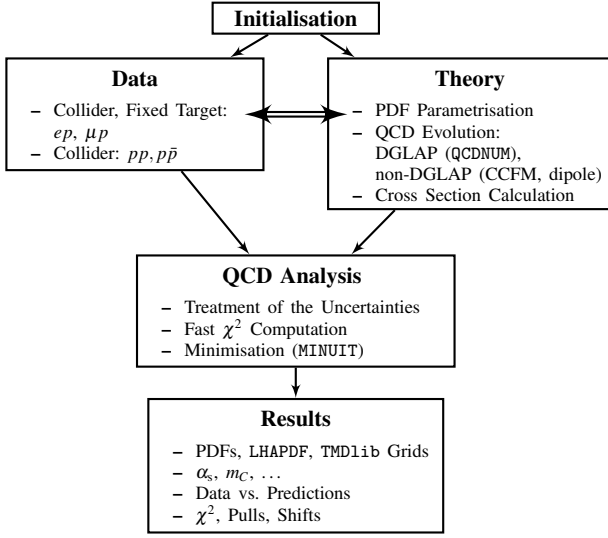 Initialisation
Data
– Collider, Fixed Target:
ep, μp
– Collider: pp, pp̄
Theory
– PDF Parametrisation
– QCD Evolution:
DGLAP (QCDNUM),
non-DGLAP (CCFM, dipole)
– Cross Section Calculation
QCD Analysis
– Treatment of the Uncertainties
– Fast χ² Computation
– Minimisation (MINUIT)
Results
– PDFs, LHAPDF, TMDlib Grids
– αₛ, m_C, …
– Data vs. Predictions
– χ², Pulls, Shifts